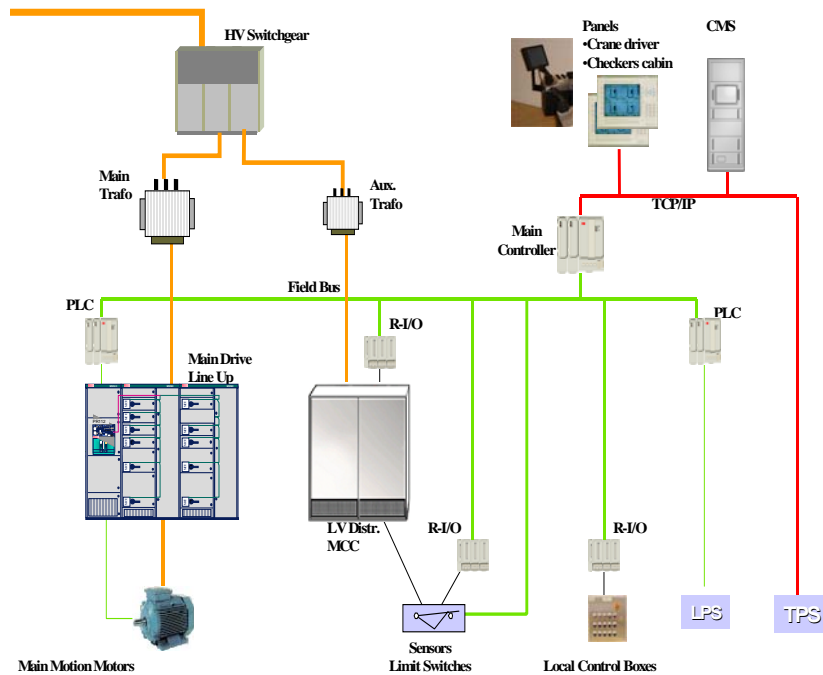 HV Switchgear
Panels
•Crane driver
•Checkers cabin
CMS
Main
Trafo
Aux.
Trafo
TCP/IP
Main
Controller
Field Bus
PLC
R-I/O
PLC
Main Drive
Line Up
LV Distr.
MCC
R-I/O
R-I/O
LPS
TPS
Sensors
Limit Switches
Main Motion Motors
Local Control Boxes